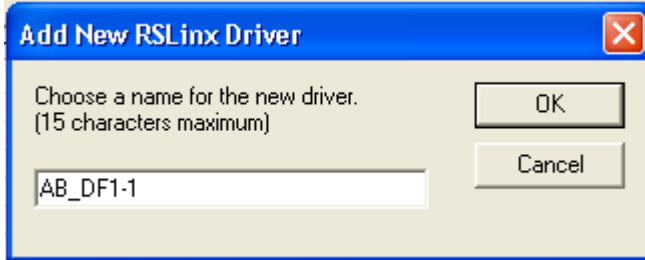 Add New RSLinx Driver
Choose a name for the new driver.
(15 characters maximum)
OK
Cancel
AB_DF1-1